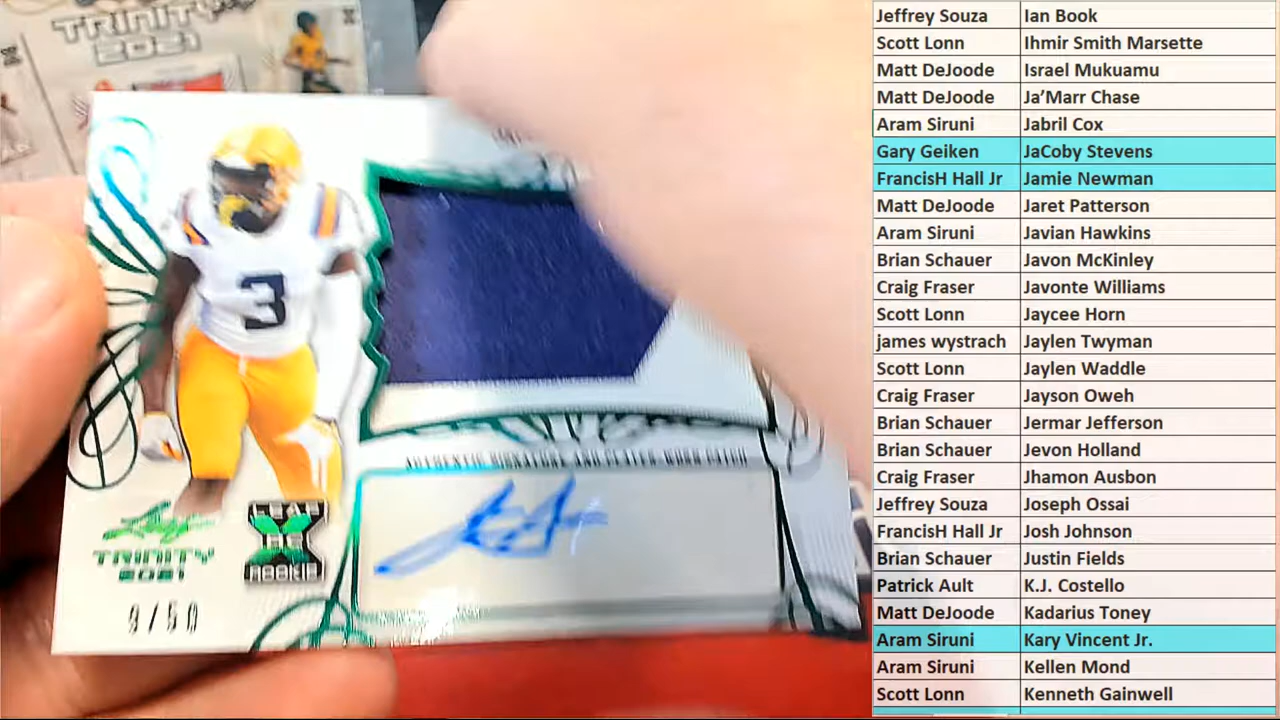 TRINITY
2021
3
AUTHENTIC SIGNATURE
Leaf
TRINITY
2021
9/50
LEAF
ROOKIE
Jeffrey Souza Ian Book
Scott Lonn Ihmir Smith Marsette
Matt DeJoode Israel Mukuamu
Matt DeJoode Ja’Marr Chase
Aram Siruni Jabril Cox
Gary Geiken JaCoby Stevens
FrancisH Hall Jr Jamie Newman
Matt DeJoode Jaret Patterson
Aram Siruni Javian Hawkins
Brian Schauer Javon McKinley
Craig Fraser Javonte Williams
Scott Lonn Jaycee Horn
james wystrach Jaylen Twyman
Scott Lonn Jaylen Waddle
Craig Fraser Jayson Oweh
Brian Schauer Jermar Jefferson
Brian Schauer Jevon Holland
Craig Fraser Jhamon Ausbon
Jeffrey Souza Joseph Ossai
FrancisH Hall Jr Josh Johnson
Brian Schauer Justin Fields
Patrick Ault K.J. Costello
Matt DeJoode Kadarius Toney
Aram Siruni Kary Vincent Jr.
Aram Siruni Kellen Mond
Scott Lonn Kenneth Gainwell